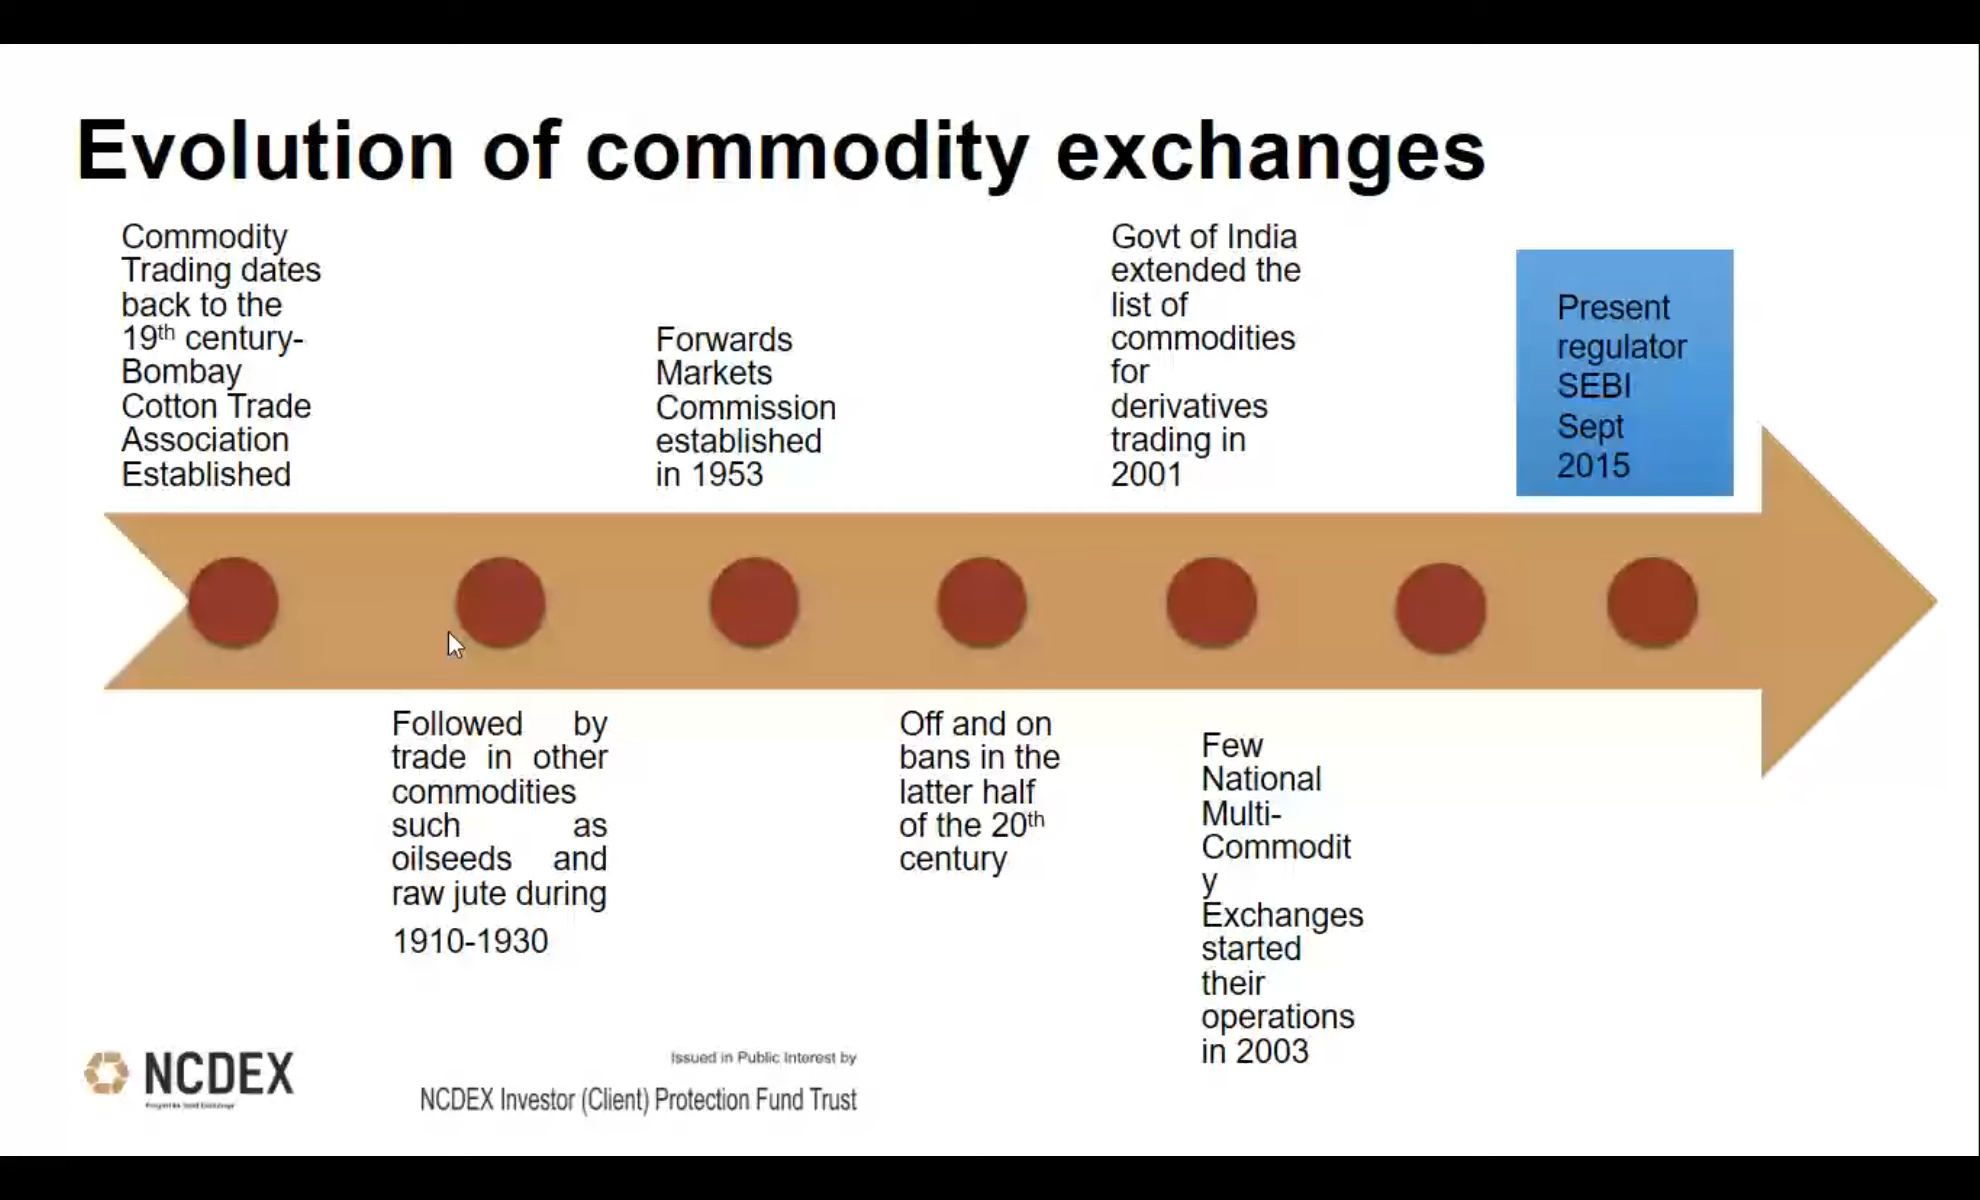 Evolution of commodity exchanges
Commodity
Trading dates
back to the
19th century-
Bombay
Cotton Trade
Association
Established
Followed by
trade in other
commodities
such as
oilseeds and
raw jute during
1910-1930
Forwards
Markets
Commission
established
in 1953
Off and on
bans in the
latter half
of the 20th
century
Govt of India
extended the
list of
commodities
for
derivatives
trading in
2001
Few
National
Multi-
Commodit
y
Exchanges
started
their
operations
in 2003
Present
regulator
SEBI
Sept
2015
NCDEX
Issued in Public Interest by
NCDEX Investor (Client) Protection Fund Trust